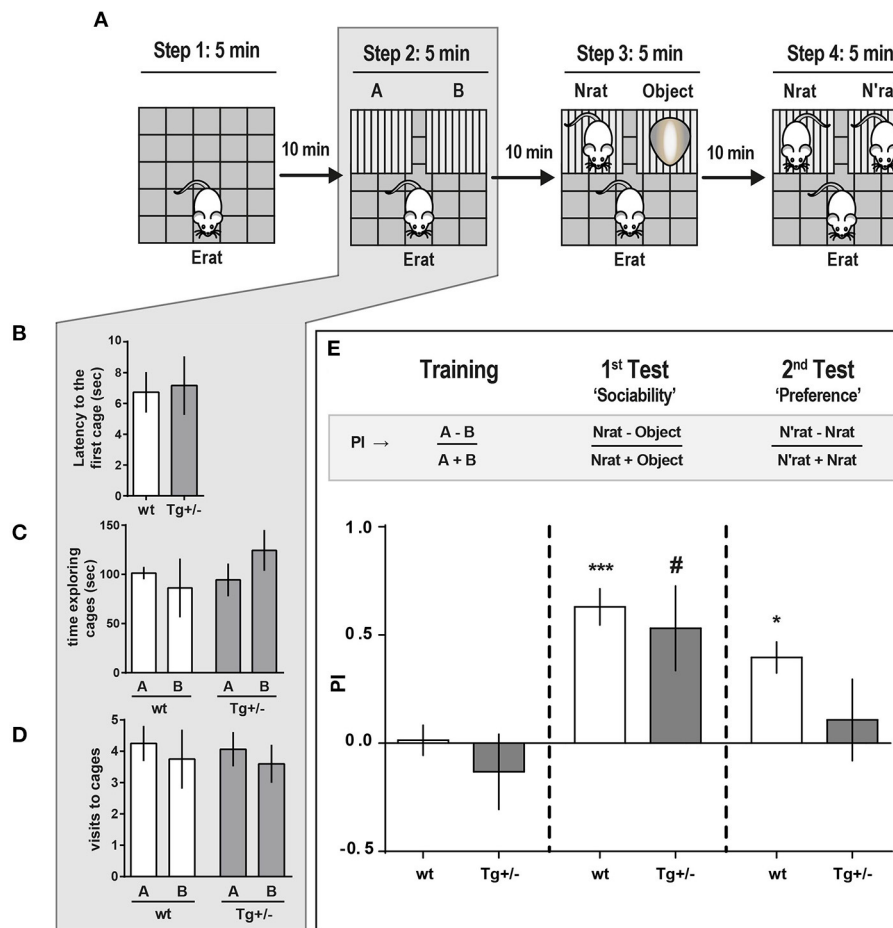 A
Step 1: 5 min
Step 2: 5 min
Step 3: 5 min
Step 4: 5 min
A
B
Nrat
Object
Nrat
N'ra
10 min
10 min
10 min
Erat
Erat
Erat
Erat
B
Latency to the
first cage (sec)
10
8
6
4
2
0
wt
Tg+/-
C
time exploring
cages (sec)
150
100
50
0
A
B
A
B
wt
Tg+/-
D
visits to cages
5
4
3
2
1
0
A
B
A
B
wt
Tg+/-
E
Training
1st Test
2nd Test
'Sociability'
'Preference'
PI →
A - B
A + B
Nrat - Object
Nrat + Object
N'rat - Nrat
N'rat + Nrat
PI
1.0
0.5
0.0
-0.5
***
#
*
wt
Tg+/-
wt
Tg+/-
wt
Tg+/-